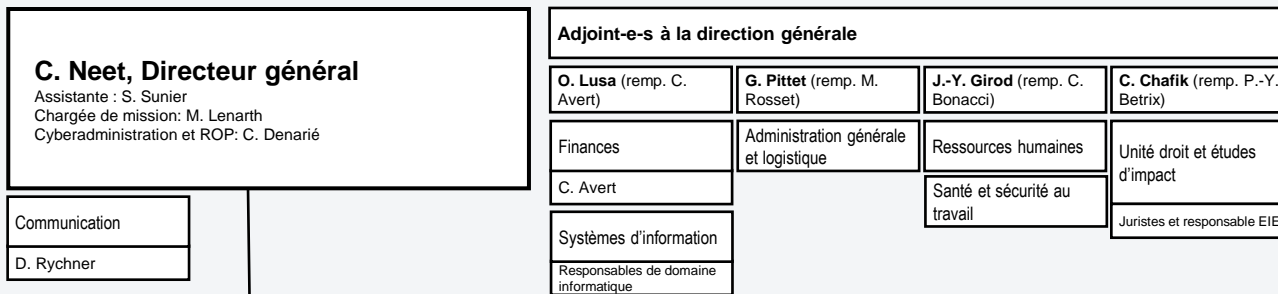 C. Neet, Directeur général
Assistante : S. Sunier
Chargée de mission: M. Lenarth
Cyberadministration et ROP: C. Denarié
Communication
D. Rychner
Adjoint-e-s à la direction générale
O. Lusa (remp. C.
Avert)
Finances
C. Avert
Systèmes d'information
Responsables de domaine
informatique
G. Pittet (remp. M.
Rosset)
Administration générale
et logistique
J.-Y. Girod (remp. C.
Bonacci)
Ressources humaines
Santé et sécurité au
travail
C. Chafik (remp. P.-Y.
Betrix)
Unité droit et études
d'impact
Juristes et responsable EIE